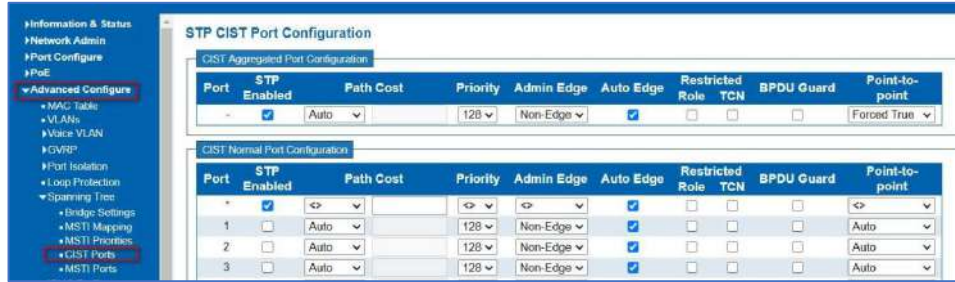 Information & Status
Network Admin
Port Configure
PoE
Advanced Configure
MAC Table
VLANs
Voice VLAN
GVRP
Port Isolation
Loop Protection
Spanning Tree
Bridge Settings
MSTI Mapping
MSTI Priorities
CIST Ports
MSTI Ports
STP CIST Port Configuration
CIST Aggregated Port Configuration
Port STP Enabled Path Cost Priority Admin Edge Auto Edge Restricted Role TCN BPDU Guard Point-to-point
- Auto 128 Non-Edge Forced True
CIST Normal Port Configuration
Port STP Enabled Path Cost Priority Admin Edge Auto Edge Restricted Role TCN BPDU Guard Point-to-point
* <> <> <> <>
1 Auto 128 Non-Edge Auto
2 Auto 128 Non-Edge Auto
3 Auto 128 Non-Edge Auto